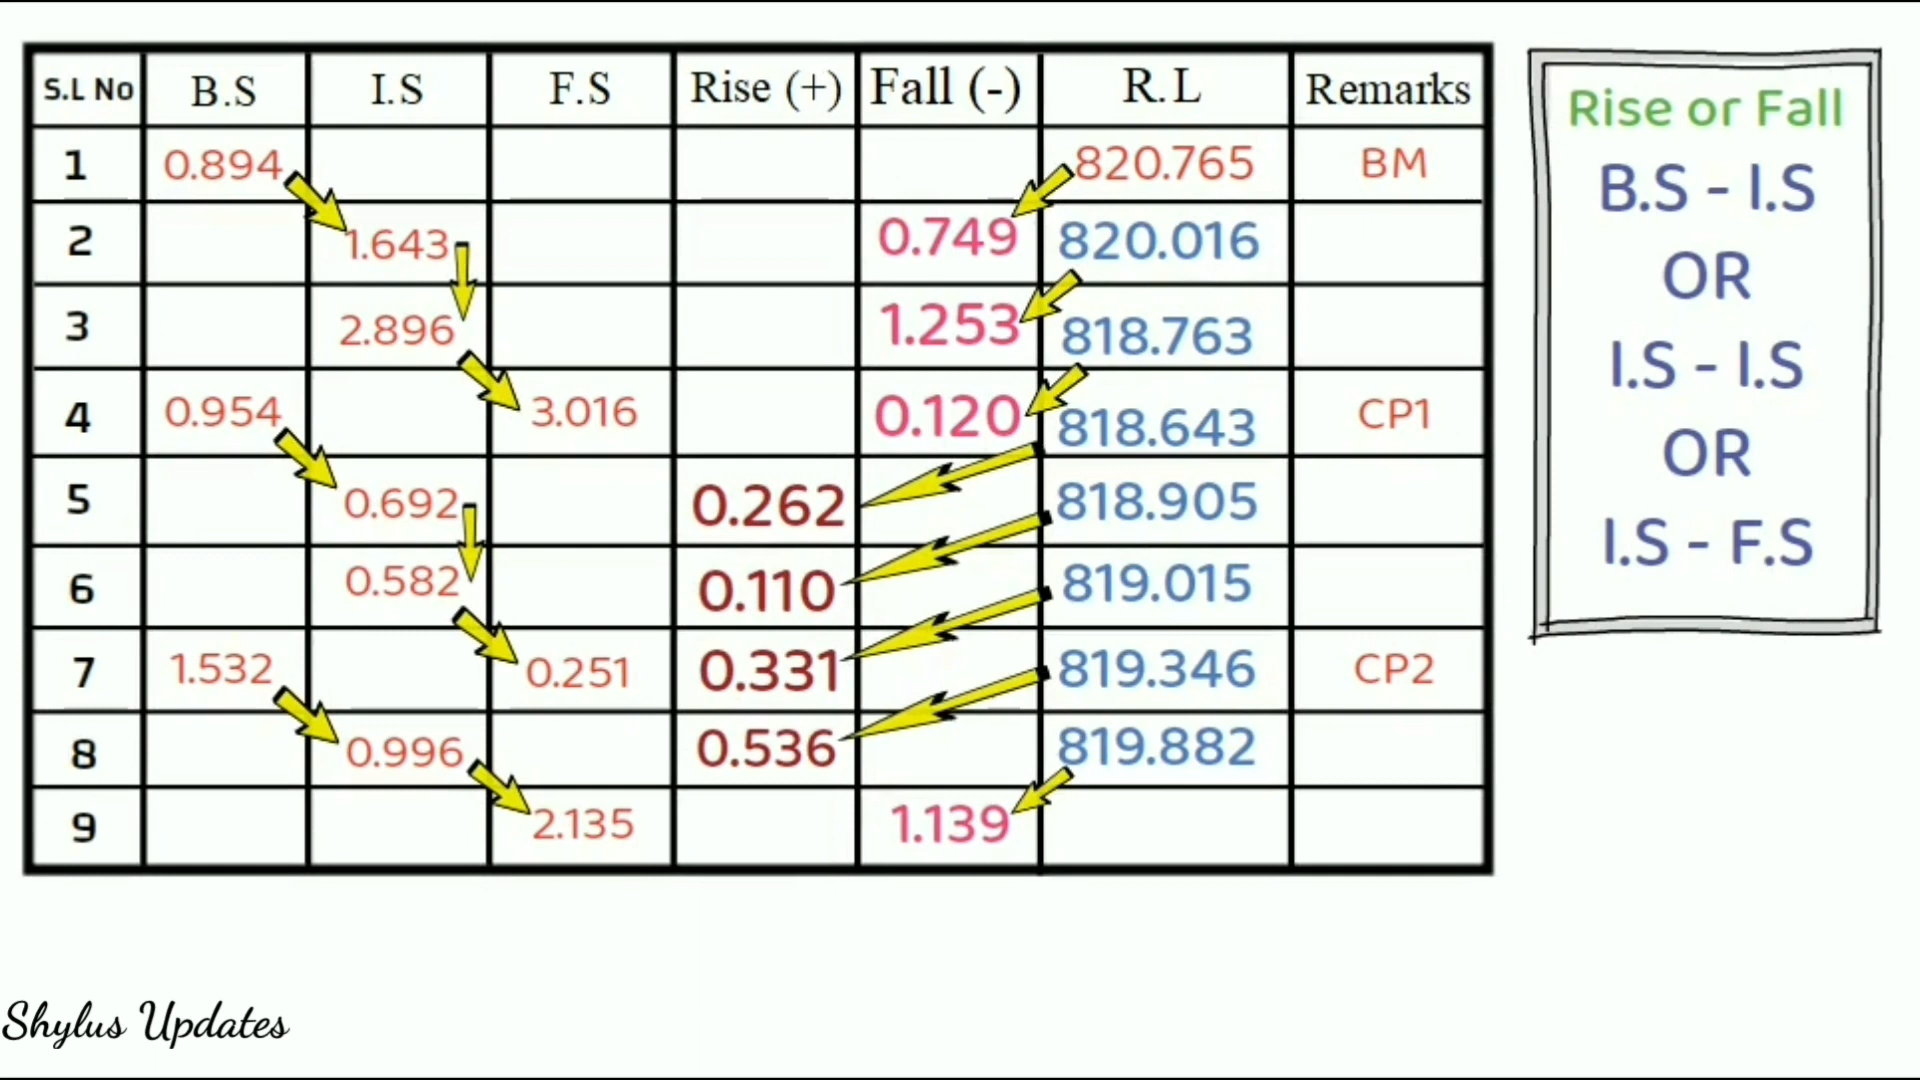 S.L No B.S I.S F.S Rise (+) Fall (-) R.L Remarks
1 0.894 820.765 BM
2 1.643 0.749 820.016
3 2.896 1.253 818.763
4 0.954 3.016 0.120 818.643 CP1
5 0.692 0.262 818.905
6 0.582 0.110 819.015
7 1.532 0.251 0.331 819.346 CP2
8 0.996 0.536 819.882
9 2.135 1.139
Rise or Fall
B.S - I.S
OR
I.S - I.S
OR
I.S - F.S
Shylus Updates